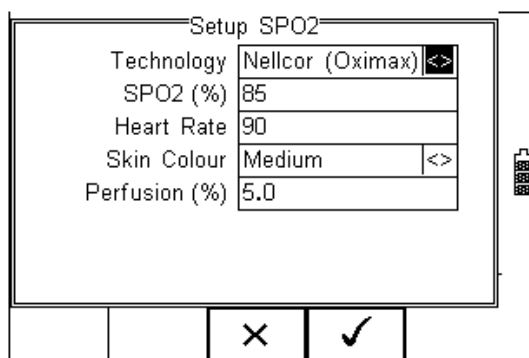 Setup SPO2
Technology Nellcor (Oximax) <>
SPO2 (%) 85
Heart Rate 90
Skin Colour Medium <>
Perfusion (%) 5.0